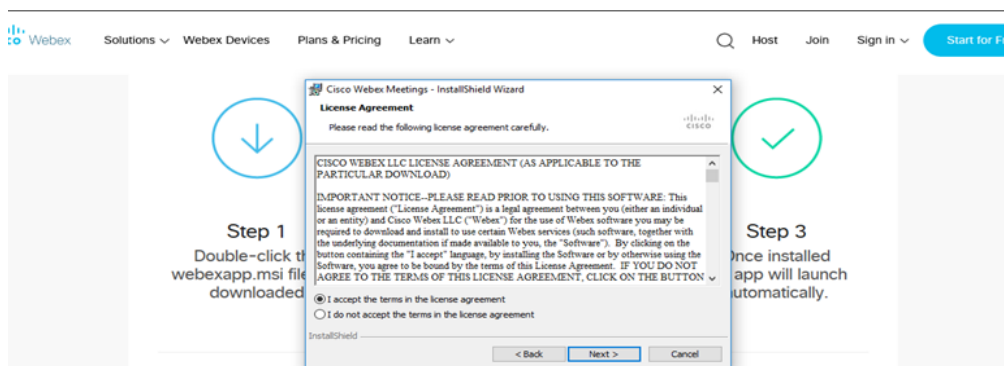 Webex Solutions Webex Devices Plans & Pricing Learn Host Join Sign in Start for
Cisco Webex Meetings - InstallShield Wizard
License Agreement
Please read the following license agreement carefully.
CISCO
CISCO WEBEX LLC LICENSE AGREEMENT (AS APPLICABLE TO THE
PARTICULAR DOWNLOAD)
IMPORTANT NOTICE--PLEASE READ PRIOR TO USING THIS SOFTWARE: This
license agreement ("License Agreement") is a legal agreement between you (either an individual
or an entity) and Cisco Webex LLC ("Webex") for the use of Webex software you may be
required to download and install to use certain Webex services (such software, together with
the underlying documentation if made available to you, the "Software"). By clicking on the
button containing the "I accept" language, by installing the Software or by otherwise using the
Software, you agree to be bound by the terms of this License Agreement. IF YOU DO NOT
AGREE TO THE TERMS OF THIS LICENSE AGREEMENT, CLICK ON THE BUTTON
I accept the terms in the license agreement
I do not accept the terms in the license agreement
InstallShield
< Back Next > Cancel
Step 1
Double-click
webexapp.msi
downloaded
Step 3
installed
app will launch
automatically.